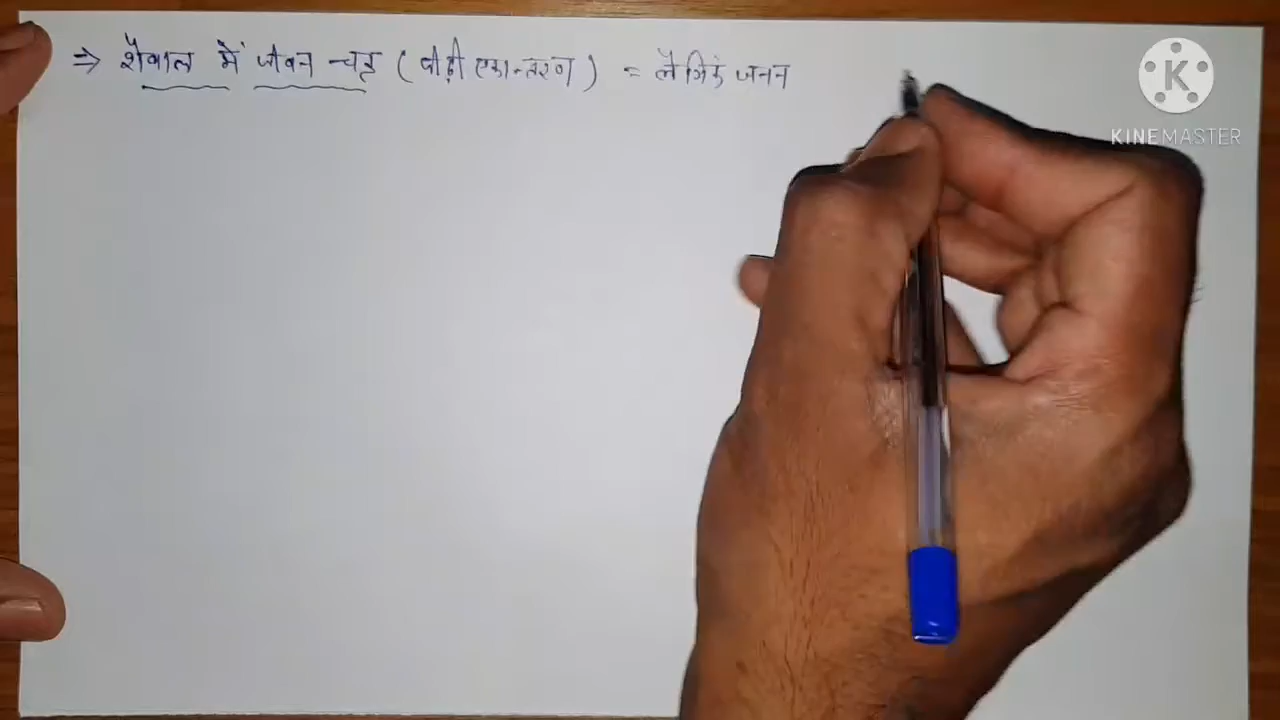 ⇒ शैवाल में जीवन चक्र (पीढ़ी एकान्तरण) = लैंगिक जनन
K
KINEMASTER